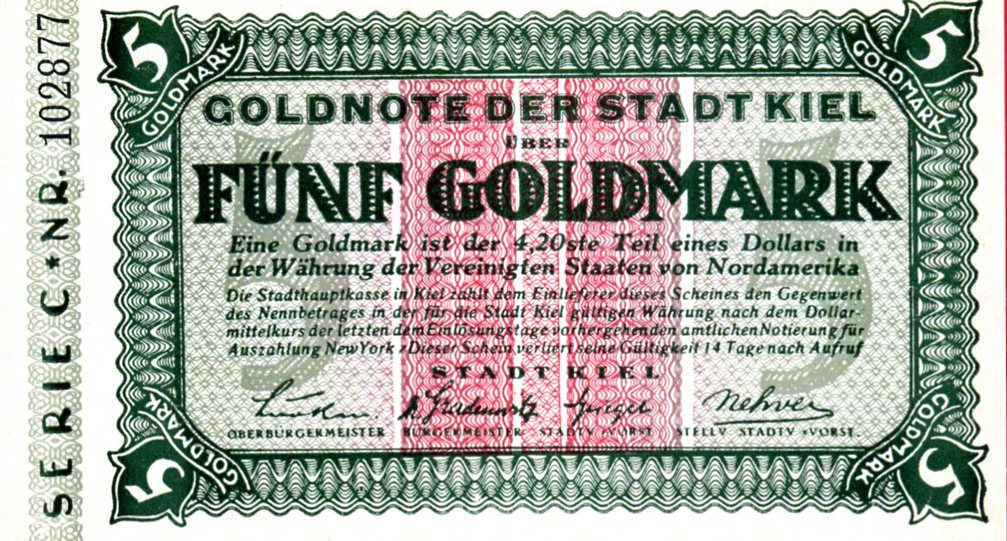 SERIE C * NR. 102877
5 GOLDMARK
5 GOLDMARK
GOLDNOTE DER STADT KIEL
ÜBER
FÜNF GOLDMARK
Eine Goldmark ist der 4,20ste Teil eines Dollars in
der Währung der Vereinigten Staaten von Nordamerika
Die Stadthauptkasse in Kiel zahlt dem Einlieferer dieses Scheines den Gegenwert
des Nennbetrages in der für die Stadt Kiel gültigen Währung nach dem Dollar-
mittelkurs der letzten dem Einlösungstage vorhergehenden amtlichen Notierung für
Auszahlung New York / Dieser Schein verliert seine Gültigkeit 14 Tage nach Aufruf
STADT KIEL
OBERBÜRGERMEISTER BÜRGERMEISTER STADTV.-VORST. STELLV. STADTV.-VORST.
5 GOLDMARK
5 GOLDMARK